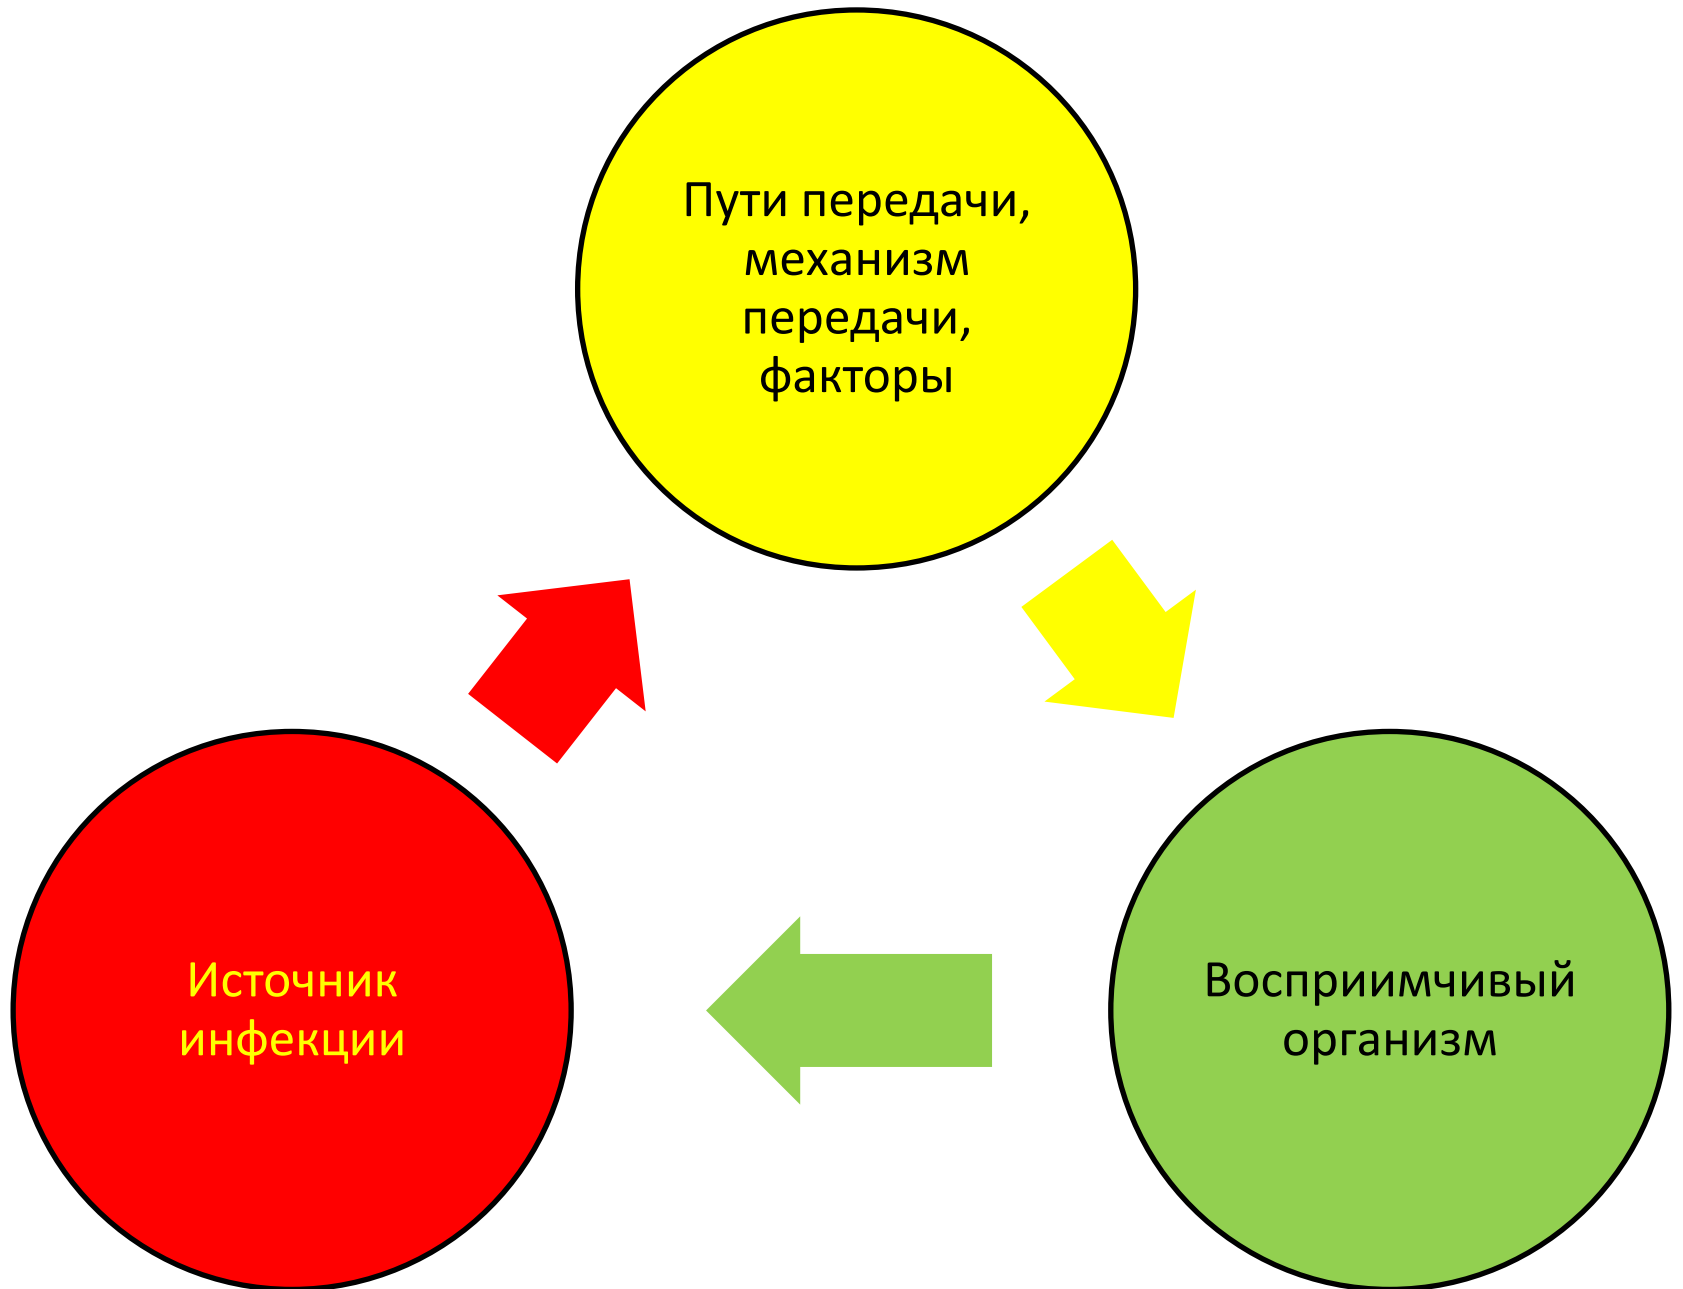 Пути передачи,
механизм
передачи,
факторы
Источник
инфекции
Восприимчивый
организм